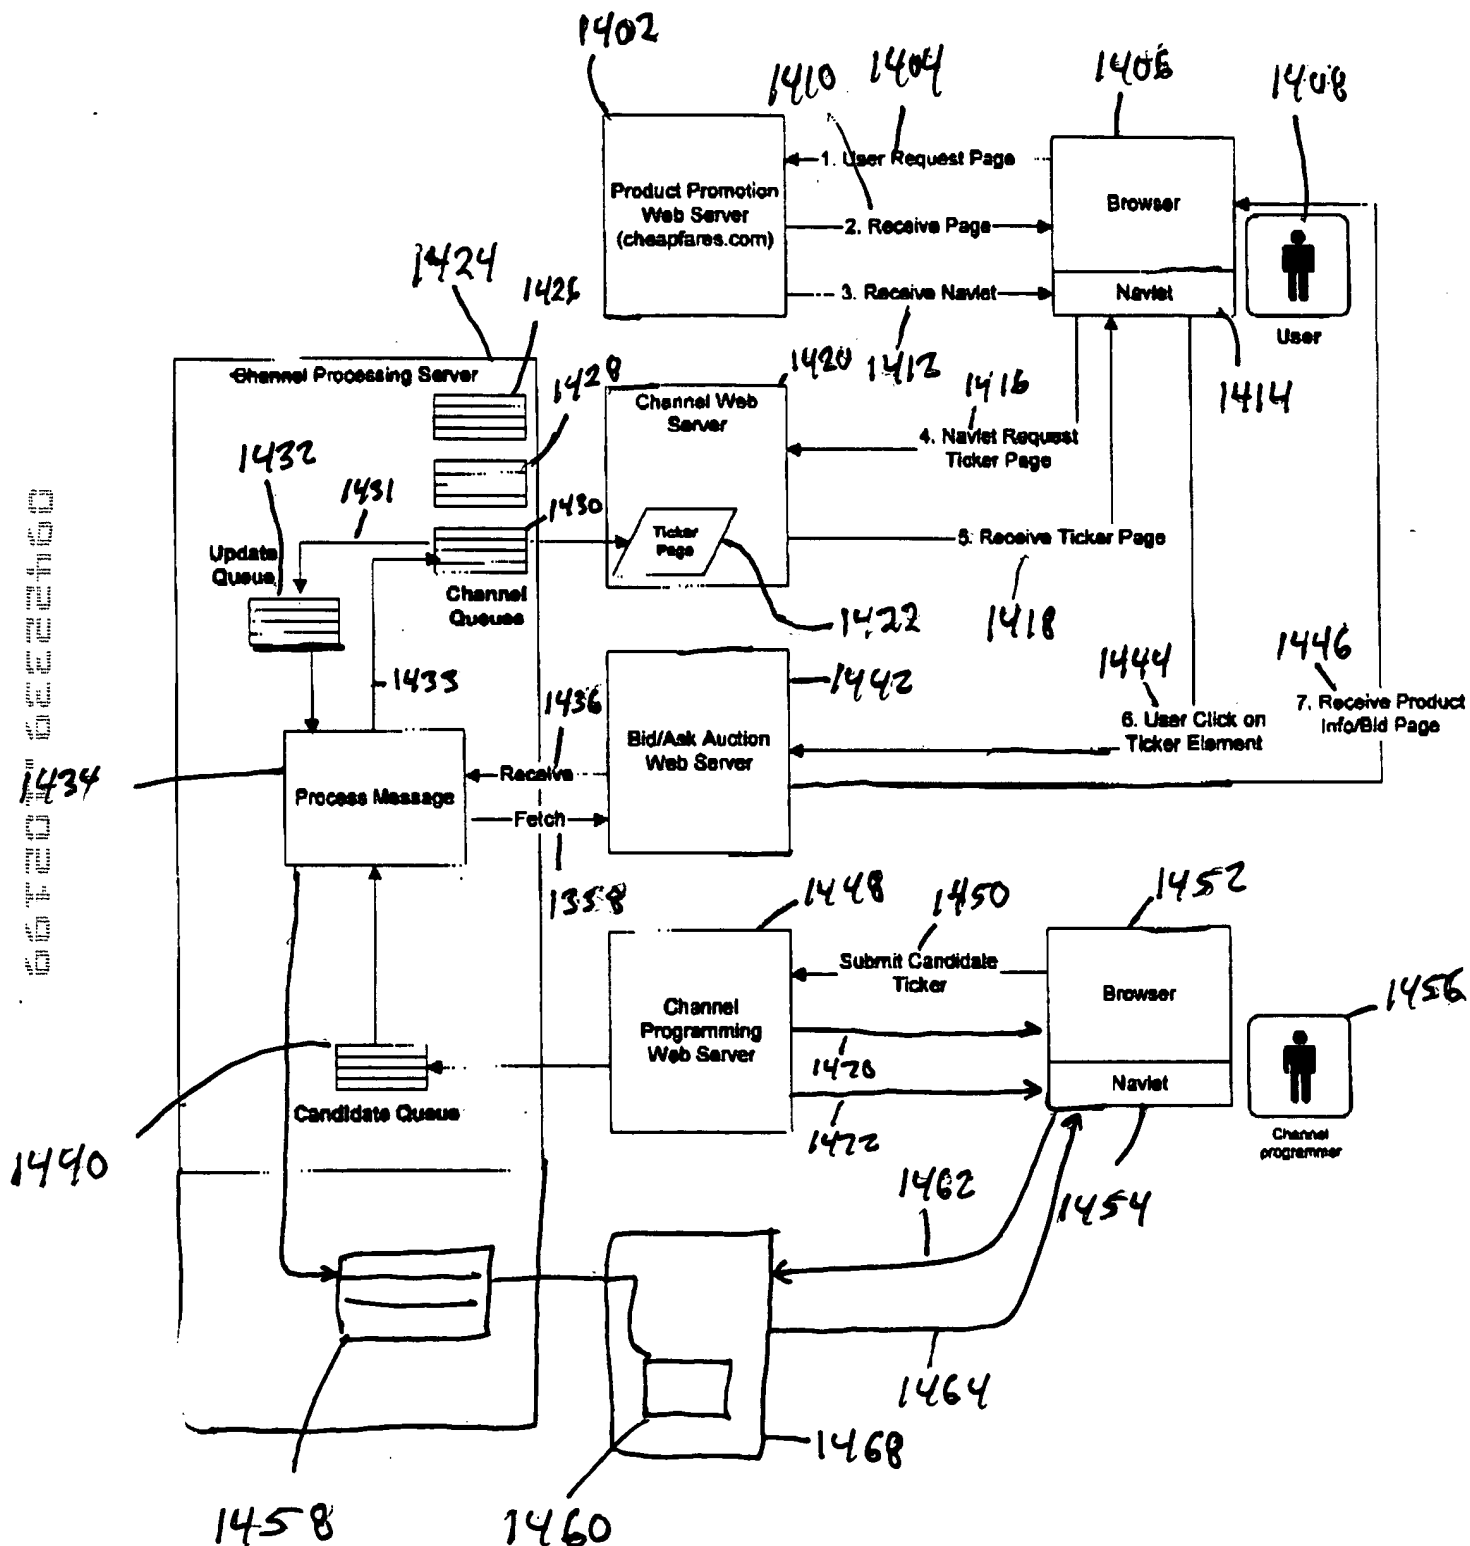 1402
1410
1404
1406
1408
1. User Request Page
Product Promotion
Web Server
(cheapfares.com)
Browser
2. Receive Page
3. Receive Navlet
Navlet
User
1424
1426
1412
1414
Channel Processing Server
1428
1420
1416
Channel Web
Server
4. Navlet Request
Ticker Page
1432
1431
1430
Ticker
Page
5. Receive Ticker Page
Update
Queue
Channel
Queues
1422
1418
1433
1436
1442
1444
1446
6. User Click on
Ticker Element
7. Receive Product
Info/Bid Page
Bid/Ask Auction
Web Server
1434
Process Message
Receive
Fetch
1338
1448
1450
1452
Submit Candidate
Ticker
Browser
1456
Channel
Programming
Web Server
1470
Navlet
1472
Candidate Queue
Channel
programmer
1440
1462
1454
1464
1468
1458
1460